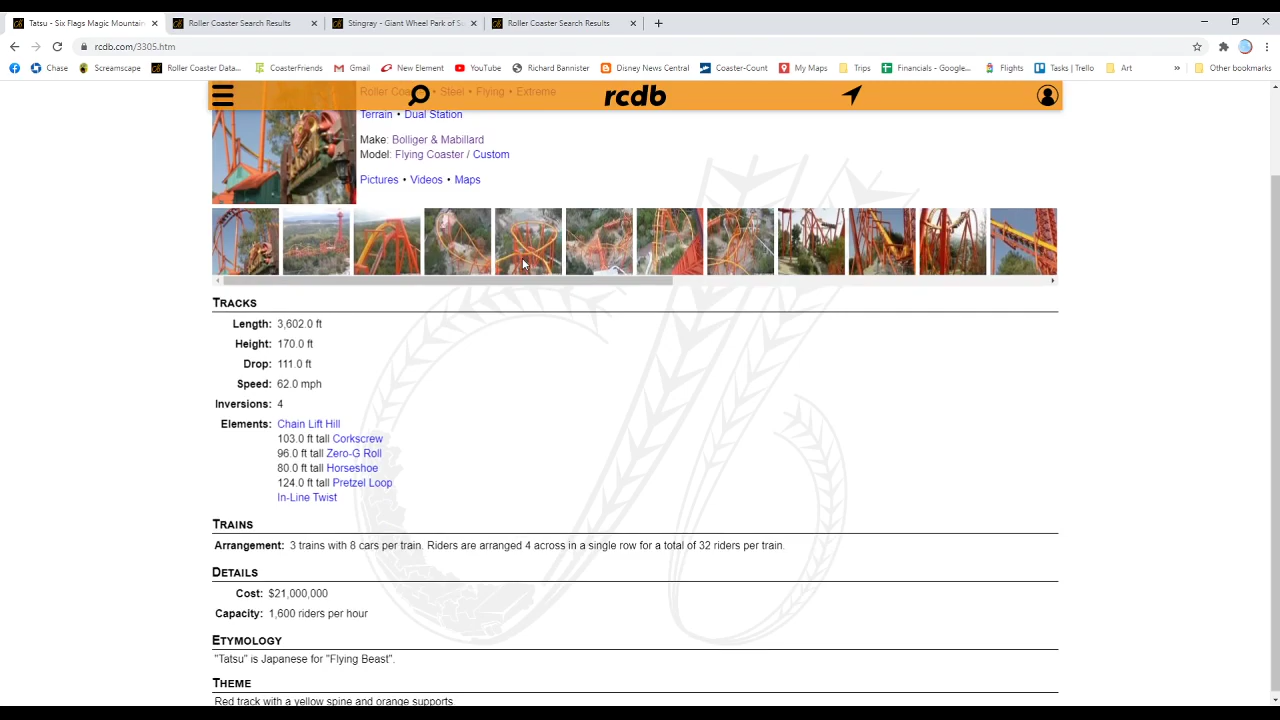 Tatsu - Six Flags Magic Mountain
Roller Coaster Search Results
Stingray - Giant Wheel Park of Su
Roller Coaster Search Results
rcdb.com/3305.htm
Chase
Screamscape
Roller Coaster Data...
CoasterFriends
Gmail
New Element
YouTube
Richard Bannister
Disney News Central
Coaster-Count
My Maps
Trips
Financials - Google...
Flights
Tasks | Trello
Art
»
Other bookmarks
rcdb
Roller Coaster • Steel • Flying • Extreme
Terrain • Dual Station
Make: Bolliger & Mabillard
Model: Flying Coaster / Custom
Pictures • Videos • Maps
Tracks
Length: 3,602.0 ft
Height: 170.0 ft
Drop: 111.0 ft
Speed: 62.0 mph
Inversions: 4
Elements: Chain Lift Hill
103.0 ft tall Corkscrew
96.0 ft tall Zero-G Roll
80.0 ft tall Horseshoe
124.0 ft tall Pretzel Loop
In-Line Twist
Trains
Arrangement: 3 trains with 8 cars per train. Riders are arranged 4 across in a single row for a total of 32 riders per train.
Details
Cost: $21,000,000
Capacity: 1,600 riders per hour
Etymology
"Tatsu" is Japanese for "Flying Beast".
Theme
Red track with a yellow spine and orange supports